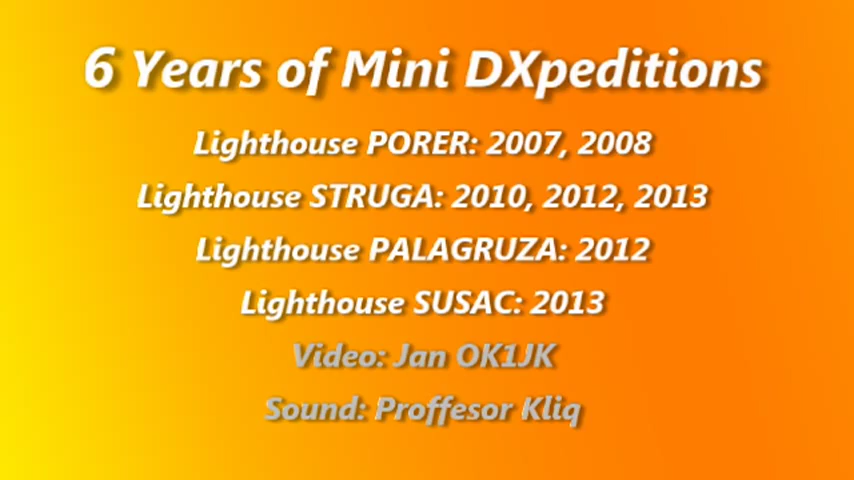 6 Years of Mini DXpeditions
Lighthouse PORER: 2007, 2008
Lighthouse STRUGA: 2010, 2012, 2013
Lighthouse PALAGRUZA: 2012
Lighthouse SUSAC: 2013
Video: Jan OK1JK
Sound: Proffesor Kliq